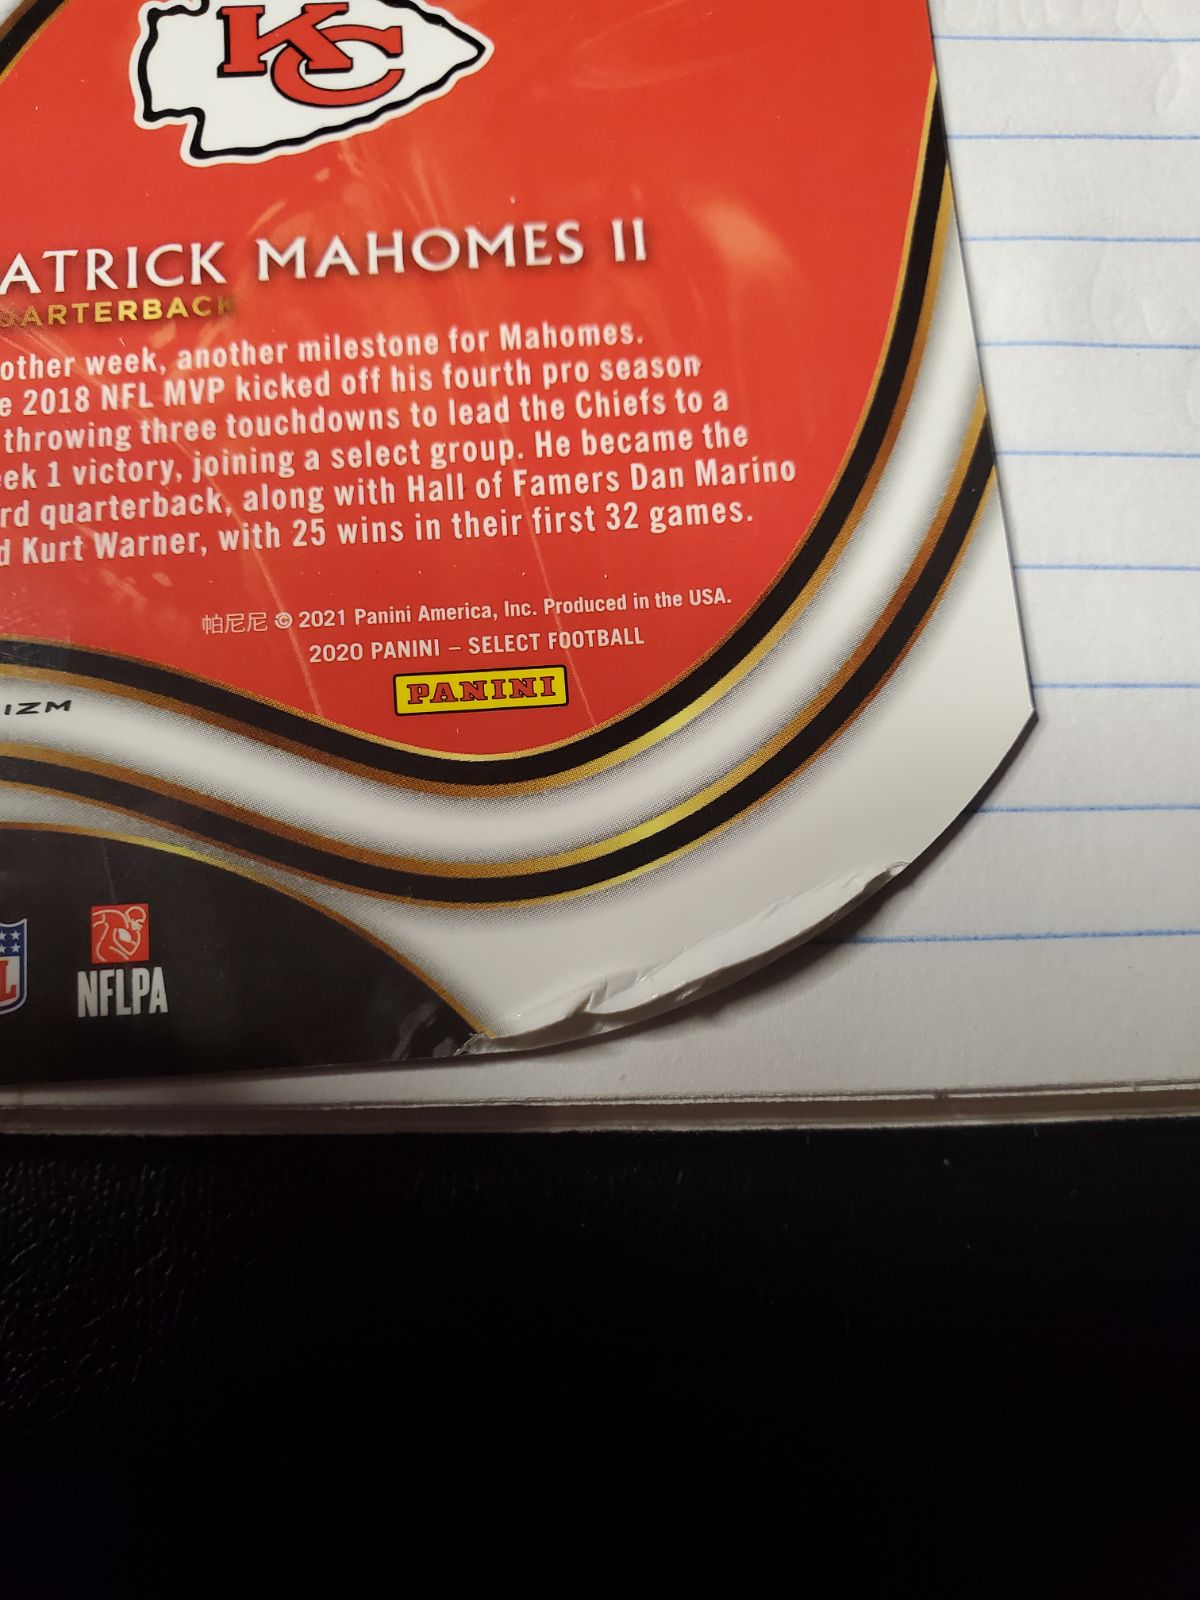 KC
ATRICK MAHOMES II
UARTERBACK
other week, another milestone for Mahomes.
e 2018 NFL MVP kicked off his fourth pro season
throwing three touchdowns to lead the Chiefs to a
eek 1 victory, joining a select group. He became the
rd quarterback, along with Hall of Famers Dan Marino
d Kurt Warner, with 25 wins in their first 32 games.
帕尼尼 © 2021 Panini America, Inc. Produced in the USA.
2020 PANINI – SELECT FOOTBALL
PANINI
IZM
L
NFLPA